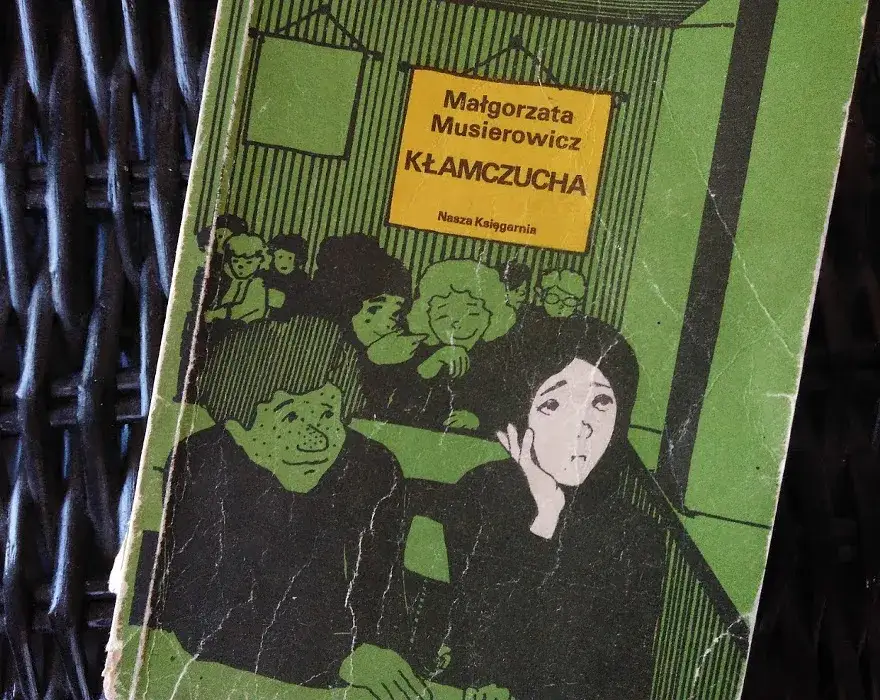 Małgorzata
Musierowicz
KŁAMCZUCHA
Nasza Księgarnia